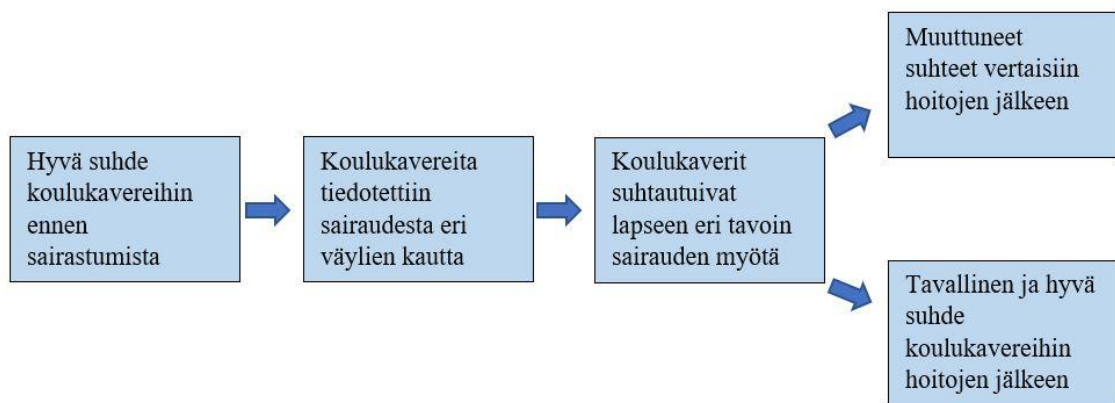 Hyvä suhde
koulukavereihin
ennen
sairastumista
Koulukavereita
tiedotettiin
sairaudesta eri
väylien kautta
Koulukaverit
suhtautuivat
lapseen eri tavoin
sairauden myötä
Muuttuneet
suhteet vertaisiin
hoitojen jälkeen
Tavallinen ja hyvä
suhde
koulukavereihin
hoitojen jälkeen